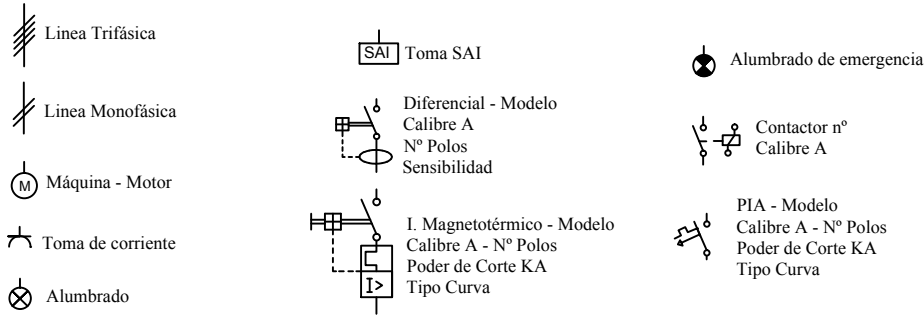 Linea Trifásica
Linea Monofásica
M
Máquina - Motor
Toma de corriente
Alumbrado
SAI
Toma SAI
Diferencial - Modelo
Calibre A
Nº Polos
Sensibilidad
I. Magnetotérmico - Modelo
Calibre A - Nº Polos
Poder de Corte KA
Tipo Curva
I>
Alumbrado de emergencia
Contactor nº
Calibre A
PIA - Modelo
Calibre A - Nº Polos
Poder de Corte KA
Tipo Curva